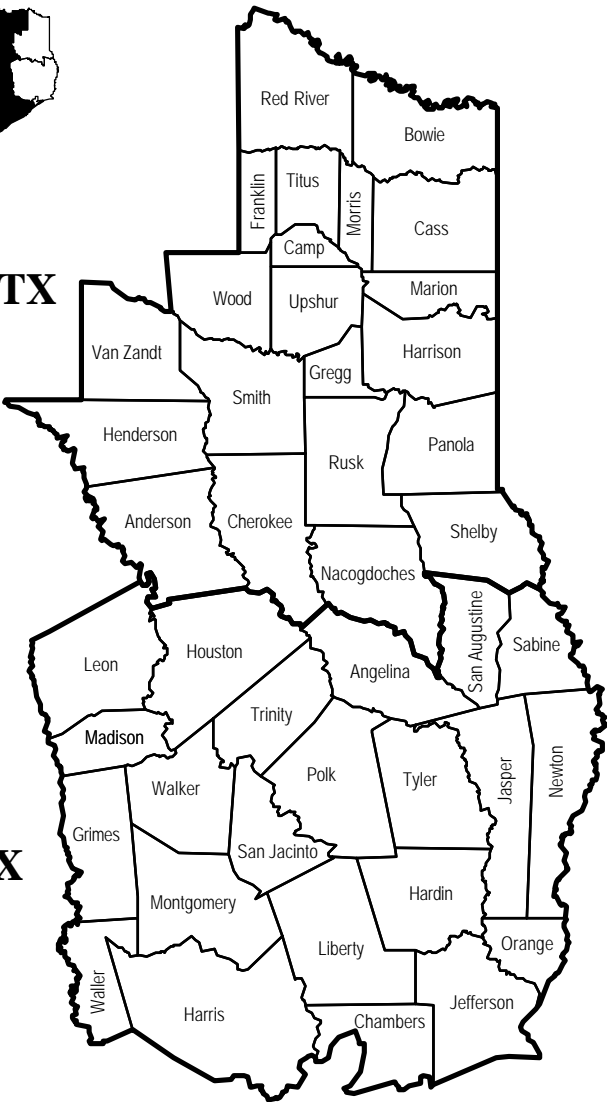 Red River
Bowie
Franklin
Titus
Morris
Cass
Camp
TX
Wood
Upshur
Marion
Van Zandt
Gregg
Harrison
Smith
Henderson
Rusk
Panola
Anderson
Cherokee
Shelby
Nacogdoches
San Augustine
Sabine
Leon
Houston
Angelina
Trinity
Madison
Walker
Polk
Tyler
Jasper
Newton
Grimes
San Jacinto
X
Montgomery
Hardin
Liberty
Orange
Waller
Harris
Chambers
Jefferson